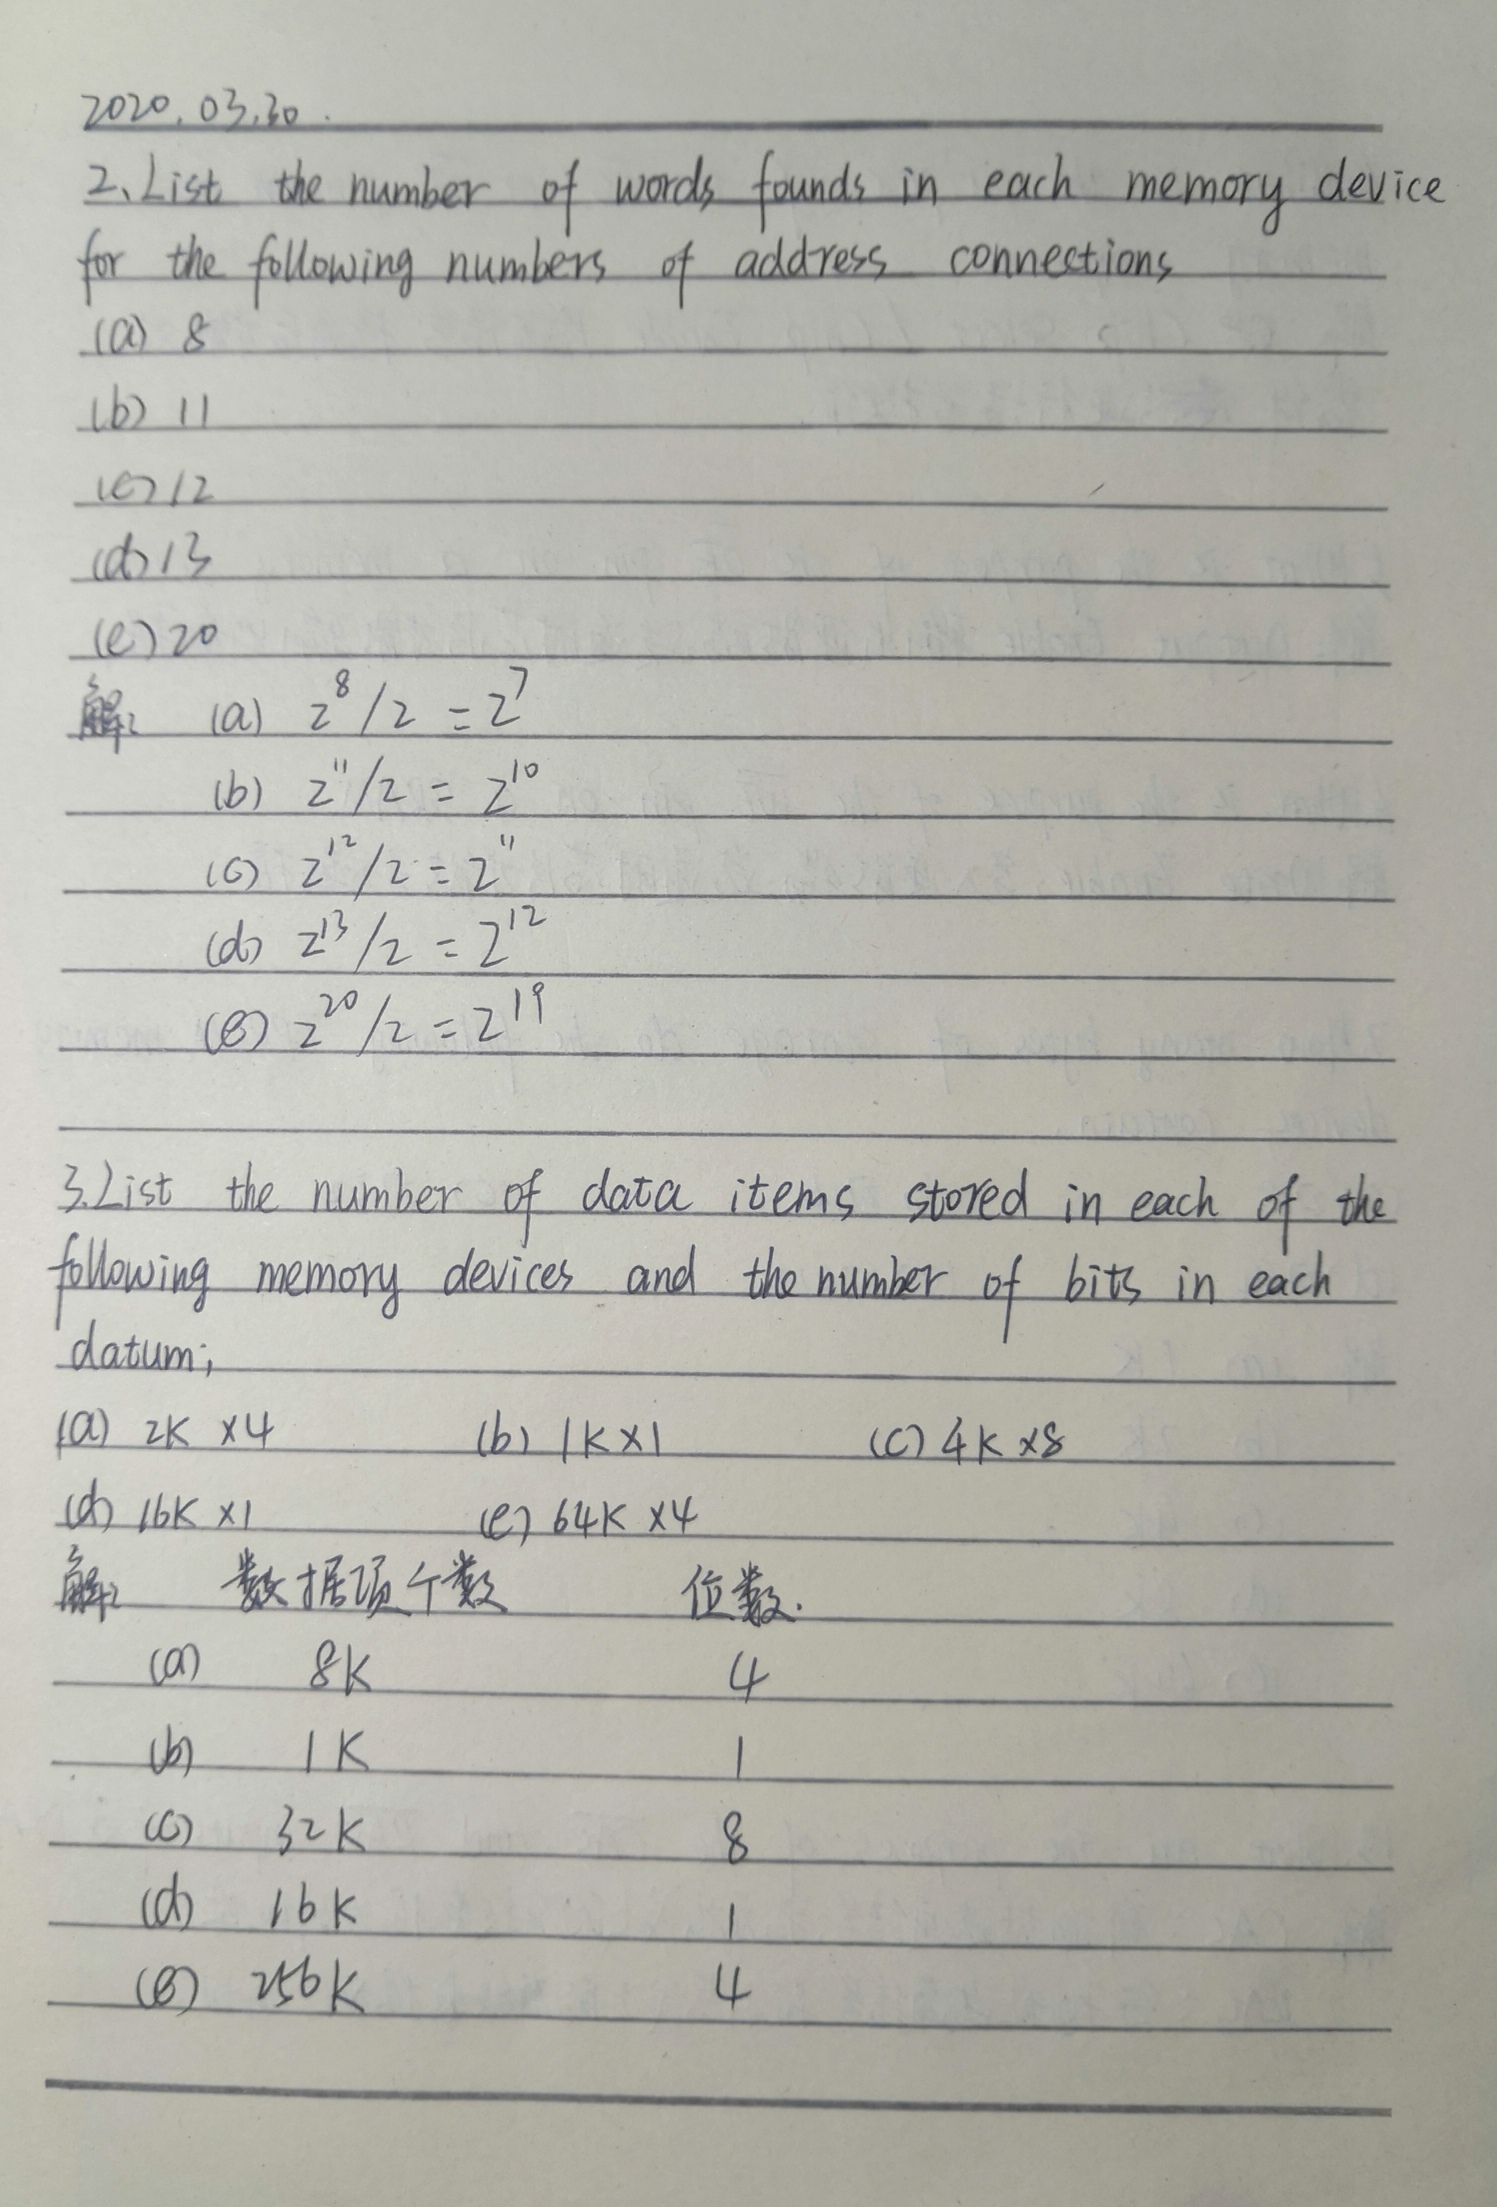 2020.03.30.
2、List the number of words founds in each memory device
for the following numbers of address connections
(a) 8
(b) 11
(c) 12
(d) 13
(e) 20
解: (a) 2^8/2 = 2^7
(b) 2^11/2 = 2^10
(c) 2^12/2 = 2^11
(d) 2^13/2 = 2^12
(e) 2^20/2 = 2^19
3.List the number of data items stored in each of the
following memory devices and the number of bits in each
datum;
(a) 2K ×4 (b) 1K×1 (c) 4K ×8
(d) 16K ×1 (e) 64K ×4
解: 数据项个数 位数.
(a) 8K 4
(b) 1K 1
(c) 32K 8
(d) 16K 1
(e) 256K 4